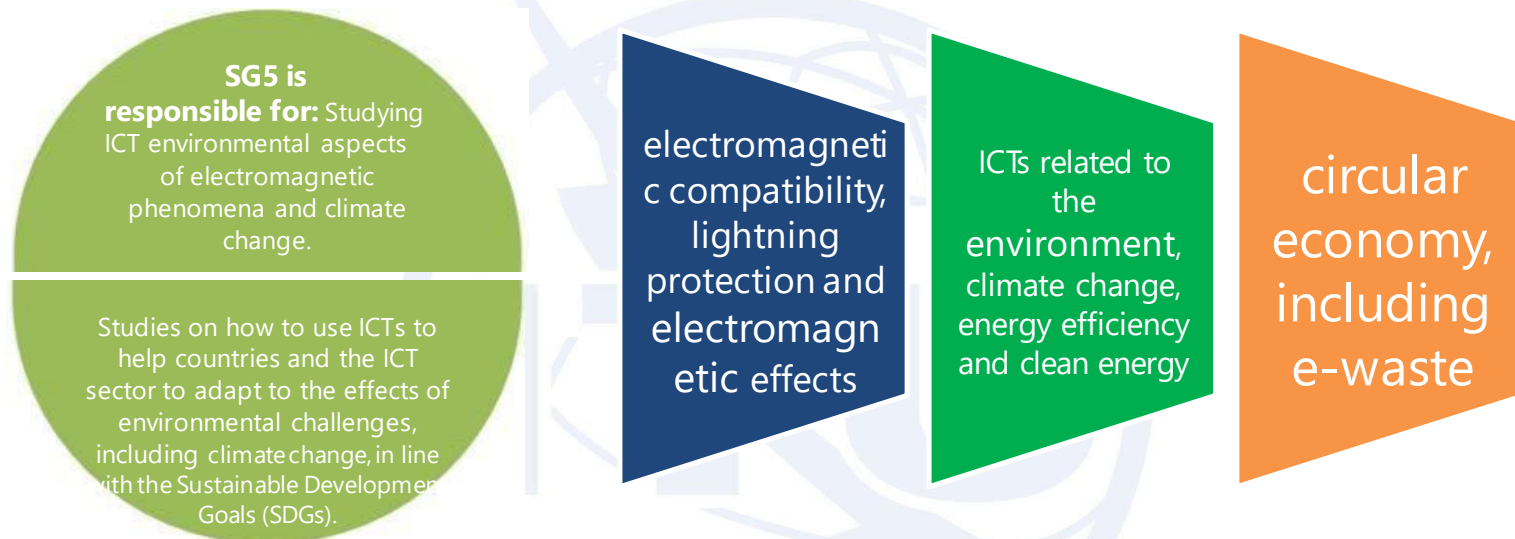 SG5 is
responsible for: Studying
ICT environmental aspects
of electromagnetic
phenomena and climate
change.
Studies on how to use ICTs to
help countries and the ICT
sector to adapt to the effects of
environmental challenges,
including climate change, in line
with the Sustainable Developmen
Goals (SDGs).
electromagneti
c compatibility,
lightning
protection and
electromagn
etic effects
ICTs related to
the
environment,
climate change,
energy efficiency
and clean energy
circular
economy,
including
e-waste